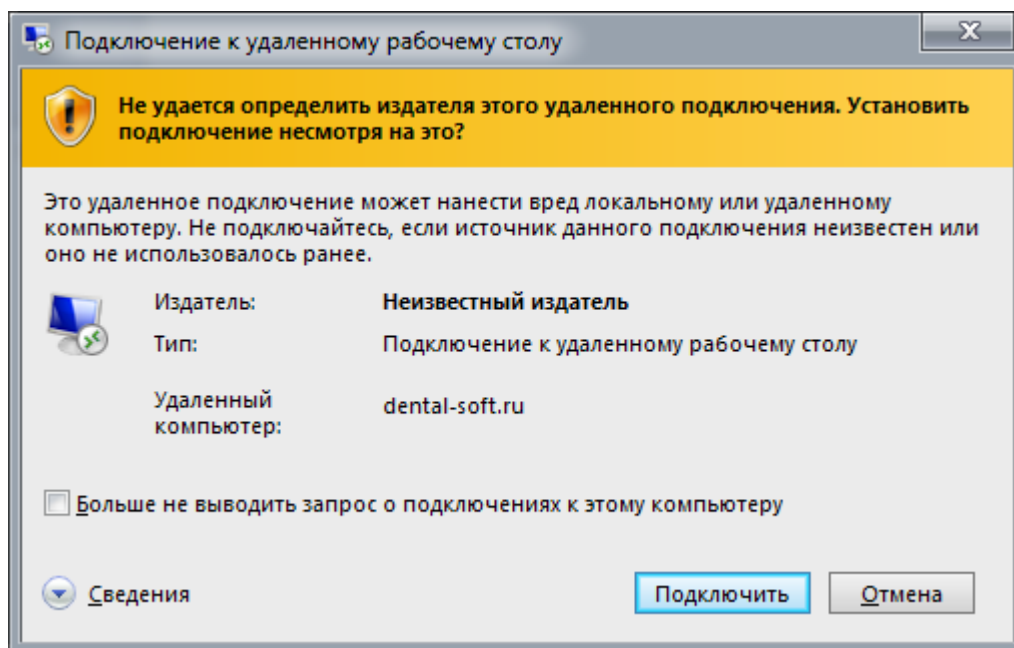 Подключение к удаленному рабочему столу
Не удается определить издателя этого удаленного подключения. Установить
подключение несмотря на это?
Это удаленное подключение может нанести вред локальному или удаленному
компьютеру. Не подключайтесь, если источник данного подключения неизвестен или
оно не использовалось ранее.
Издатель: Неизвестный издатель
Тип: Подключение к удаленному рабочему столу
Удаленный
компьютер: dental-soft.ru
Больше не выводить запрос о подключениях к этому компьютеру
Сведения Подключить Отмена